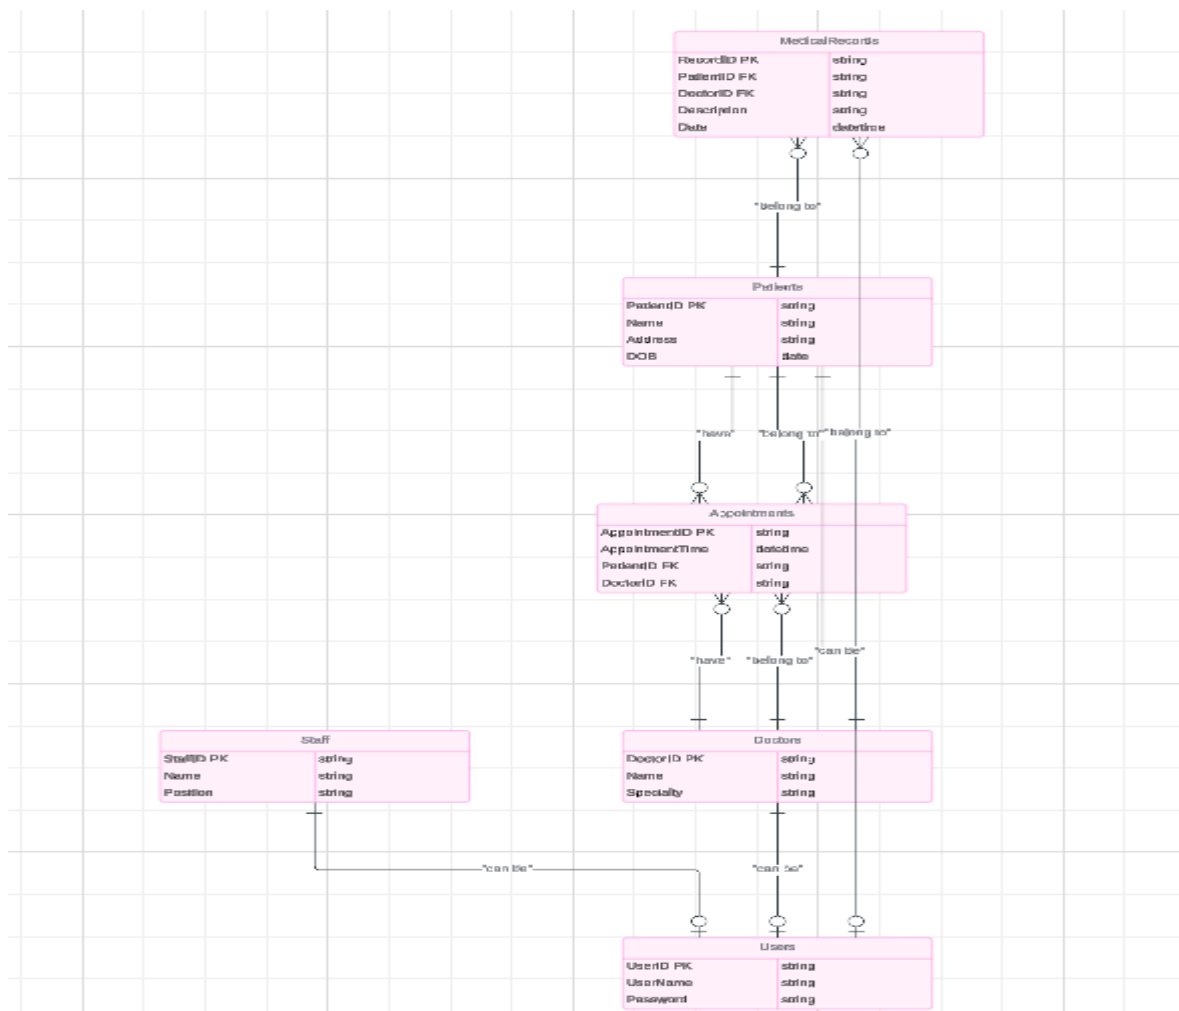 MedicalRecords
RecordID PK string
PatientID FK string
DoctorID FK string
Description string
Date datetime
"belong to"
Patients
PatientID PK string
Name string
Address string
DOB date
"have" "belong to" "belong to"
Appointments
AppointmentID PK string
AppointmentTime datetime
PatientID FK string
DoctorID FK string
"can be"
"have" "belong to"
Staff
StaffID PK string
Name string
Position string
Doctors
DoctorID PK string
Name string
Specialty string
"can be" "can be"
Users
UserID PK string
UserName string
Password string